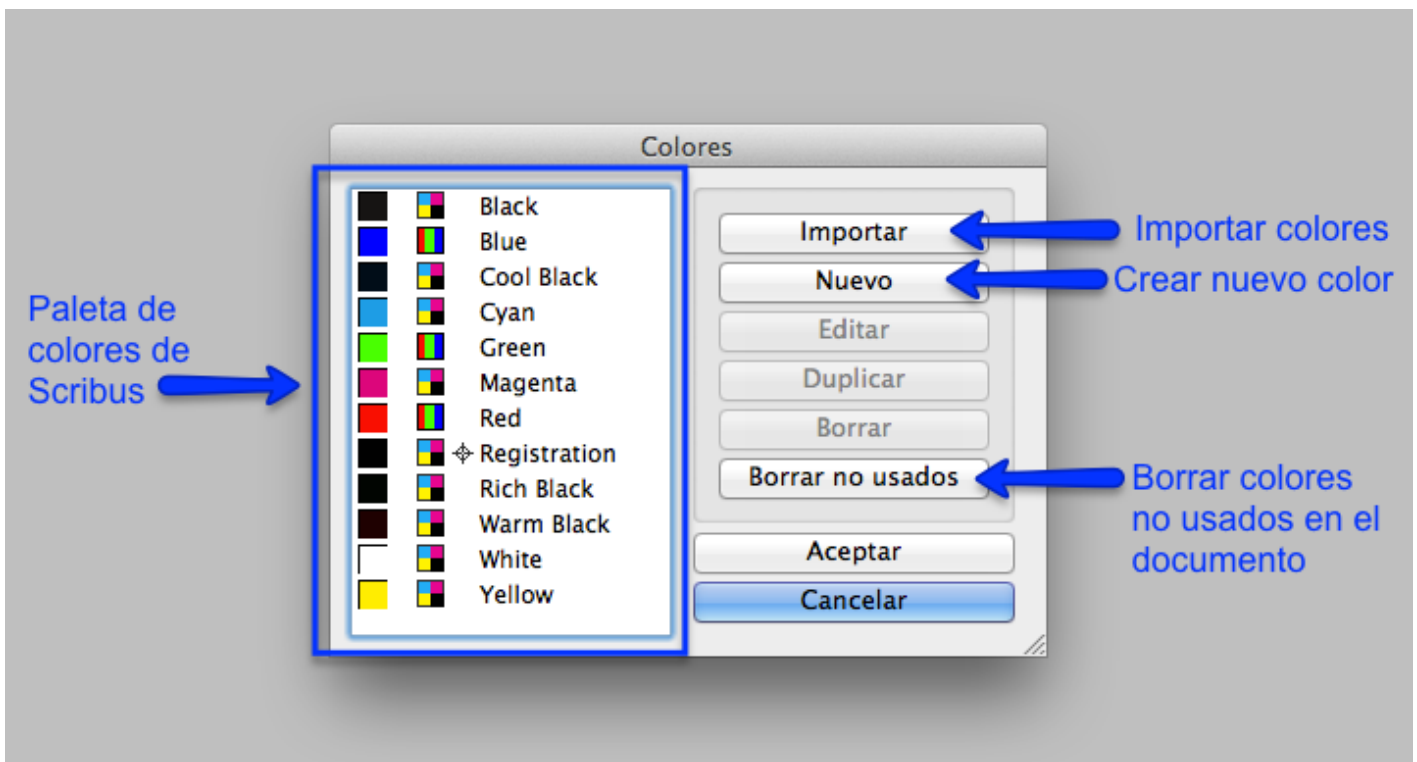 Colores
Paleta de
colores de
Scribus
Black
Blue
Cool Black
Cyan
Green
Magenta
Red
Registration
Rich Black
Warm Black
White
Yellow
Importar
Nuevo
Editar
Duplicar
Borrar
Borrar no usados
Aceptar
Cancelar
Importar colores
Crear nuevo color
Borrar colores
no usados en el
documento